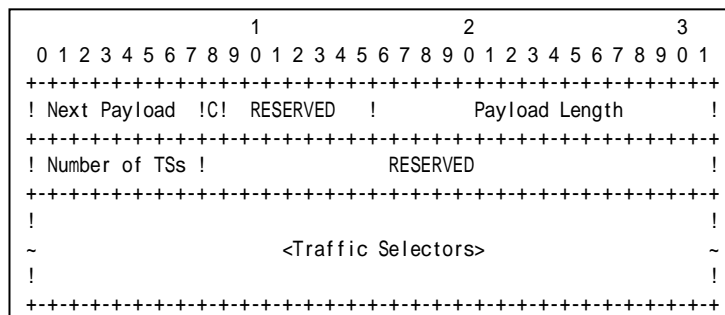 1                   2                   3
 0 1 2 3 4 5 6 7 8 9 0 1 2 3 4 5 6 7 8 9 0 1 2 3 4 5 6 7 8 9 0 1
+-+-+-+-+-+-+-+-+-+-+-+-+-+-+-+-+-+-+-+-+-+-+-+-+-+-+-+-+-+-+-+-+
! Next Payload  !C!  RESERVED   !         Payload Length        !
+-+-+-+-+-+-+-+-+-+-+-+-+-+-+-+-+-+-+-+-+-+-+-+-+-+-+-+-+-+-+-+-+
! Number of TSs !                 RESERVED                      !
+-+-+-+-+-+-+-+-+-+-+-+-+-+-+-+-+-+-+-+-+-+-+-+-+-+-+-+-+-+-+-+-+
!                                                               !
~                       <Traffic Selectors>                     ~
!                                                               !
+-+-+-+-+-+-+-+-+-+-+-+-+-+-+-+-+-+-+-+-+-+-+-+-+-+-+-+-+-+-+-+-+